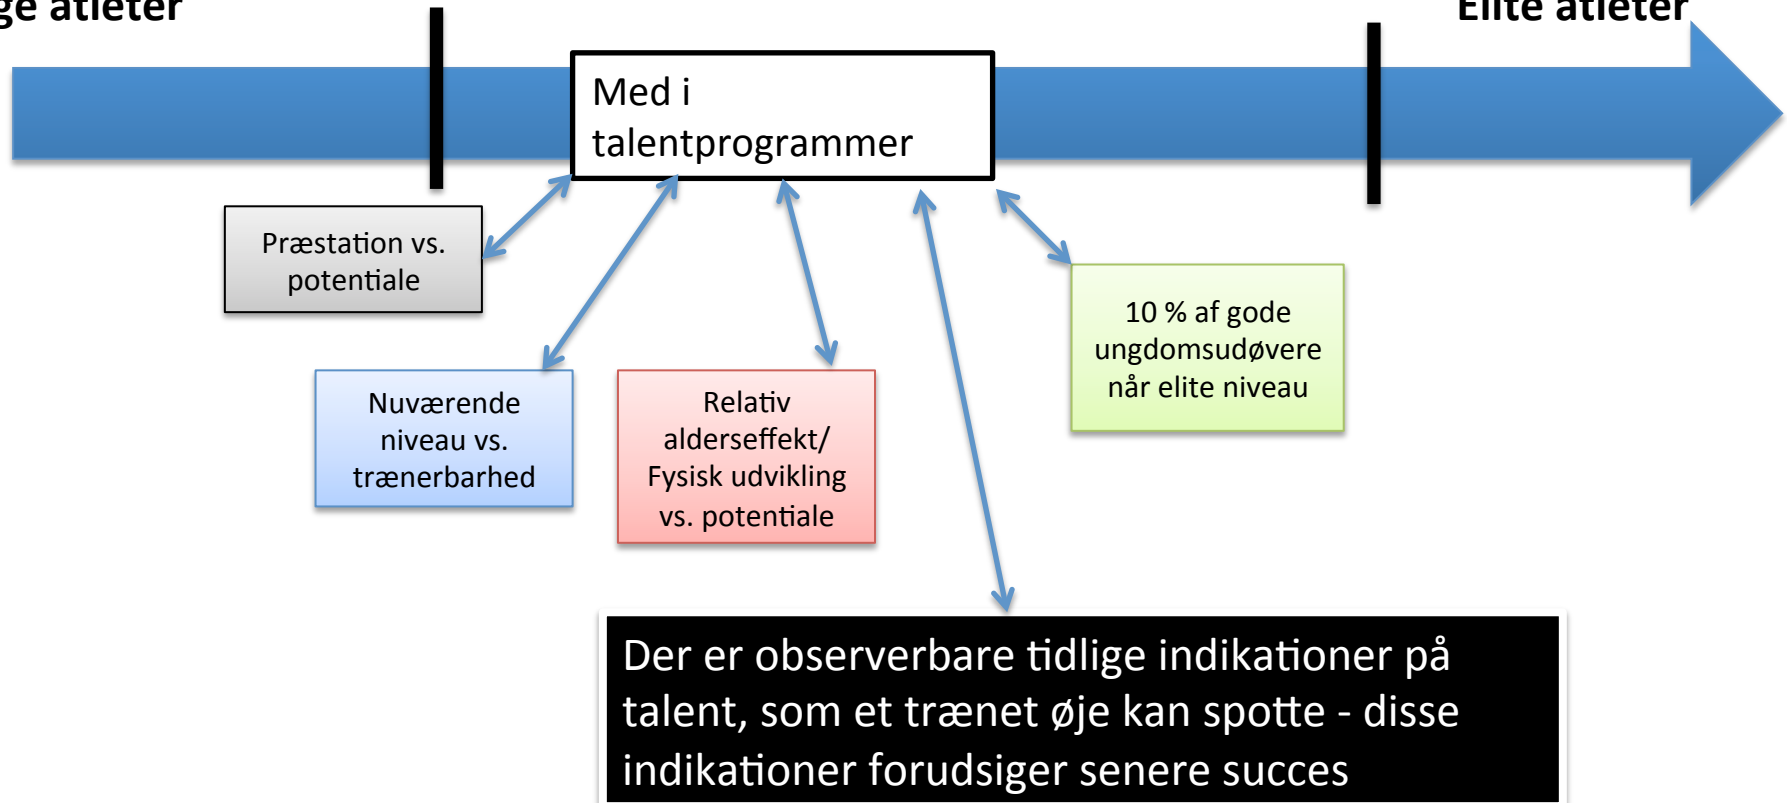 ge atleter
Elite atleter
Med i
talentprogrammer
Præstation vs.
potentiale
Nuværende
niveau vs.
trænerbarhed
Relativ
alderseffekt/
Fysisk udvikling
vs. potentiale
10 % af gode
ungdomsudøvere
når elite niveau
Der er observerbare tidlige indikationer på
talent, som et trænet øje kan spotte - disse
indikationer forudsiger senere succes